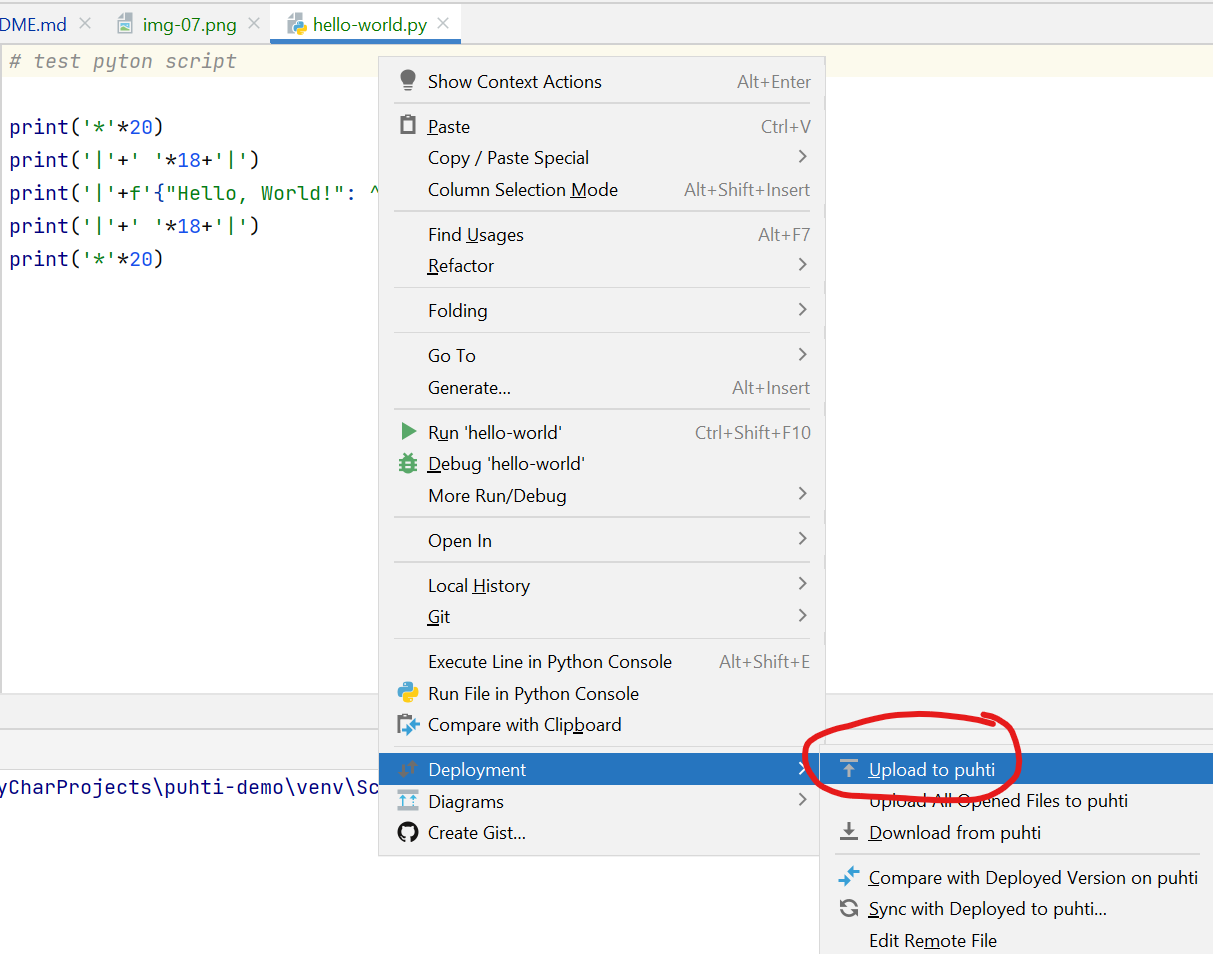 DME.md img-07.png hello-world.py
# test pyton script
print('*'*20)
print('|'+' '*18+'|')
print('|'+f'{"Hello, World!": ^
print('|'+' '*18+'|')
print('*'*20)
Show Context Actions Alt+Enter
Paste Ctrl+V
Copy / Paste Special
Column Selection Mode Alt+Shift+Insert
Find Usages Alt+F7
Refactor
Folding
Go To
Generate... Alt+Insert
Run 'hello-world' Ctrl+Shift+F10
Debug 'hello-world'
More Run/Debug
Open In
Local History
Git
Execute Line in Python Console Alt+Shift+E
Run File in Python Console
Compare with Clipboard
Deployment
Diagrams
Create Gist...
yCharProjects\puhti-demo\venv\Sc
Upload to puhti
Upload All Opened Files to puhti
Download from puhti
Compare with Deployed Version on puhti
Sync with Deployed to puhti...
Edit Remote File